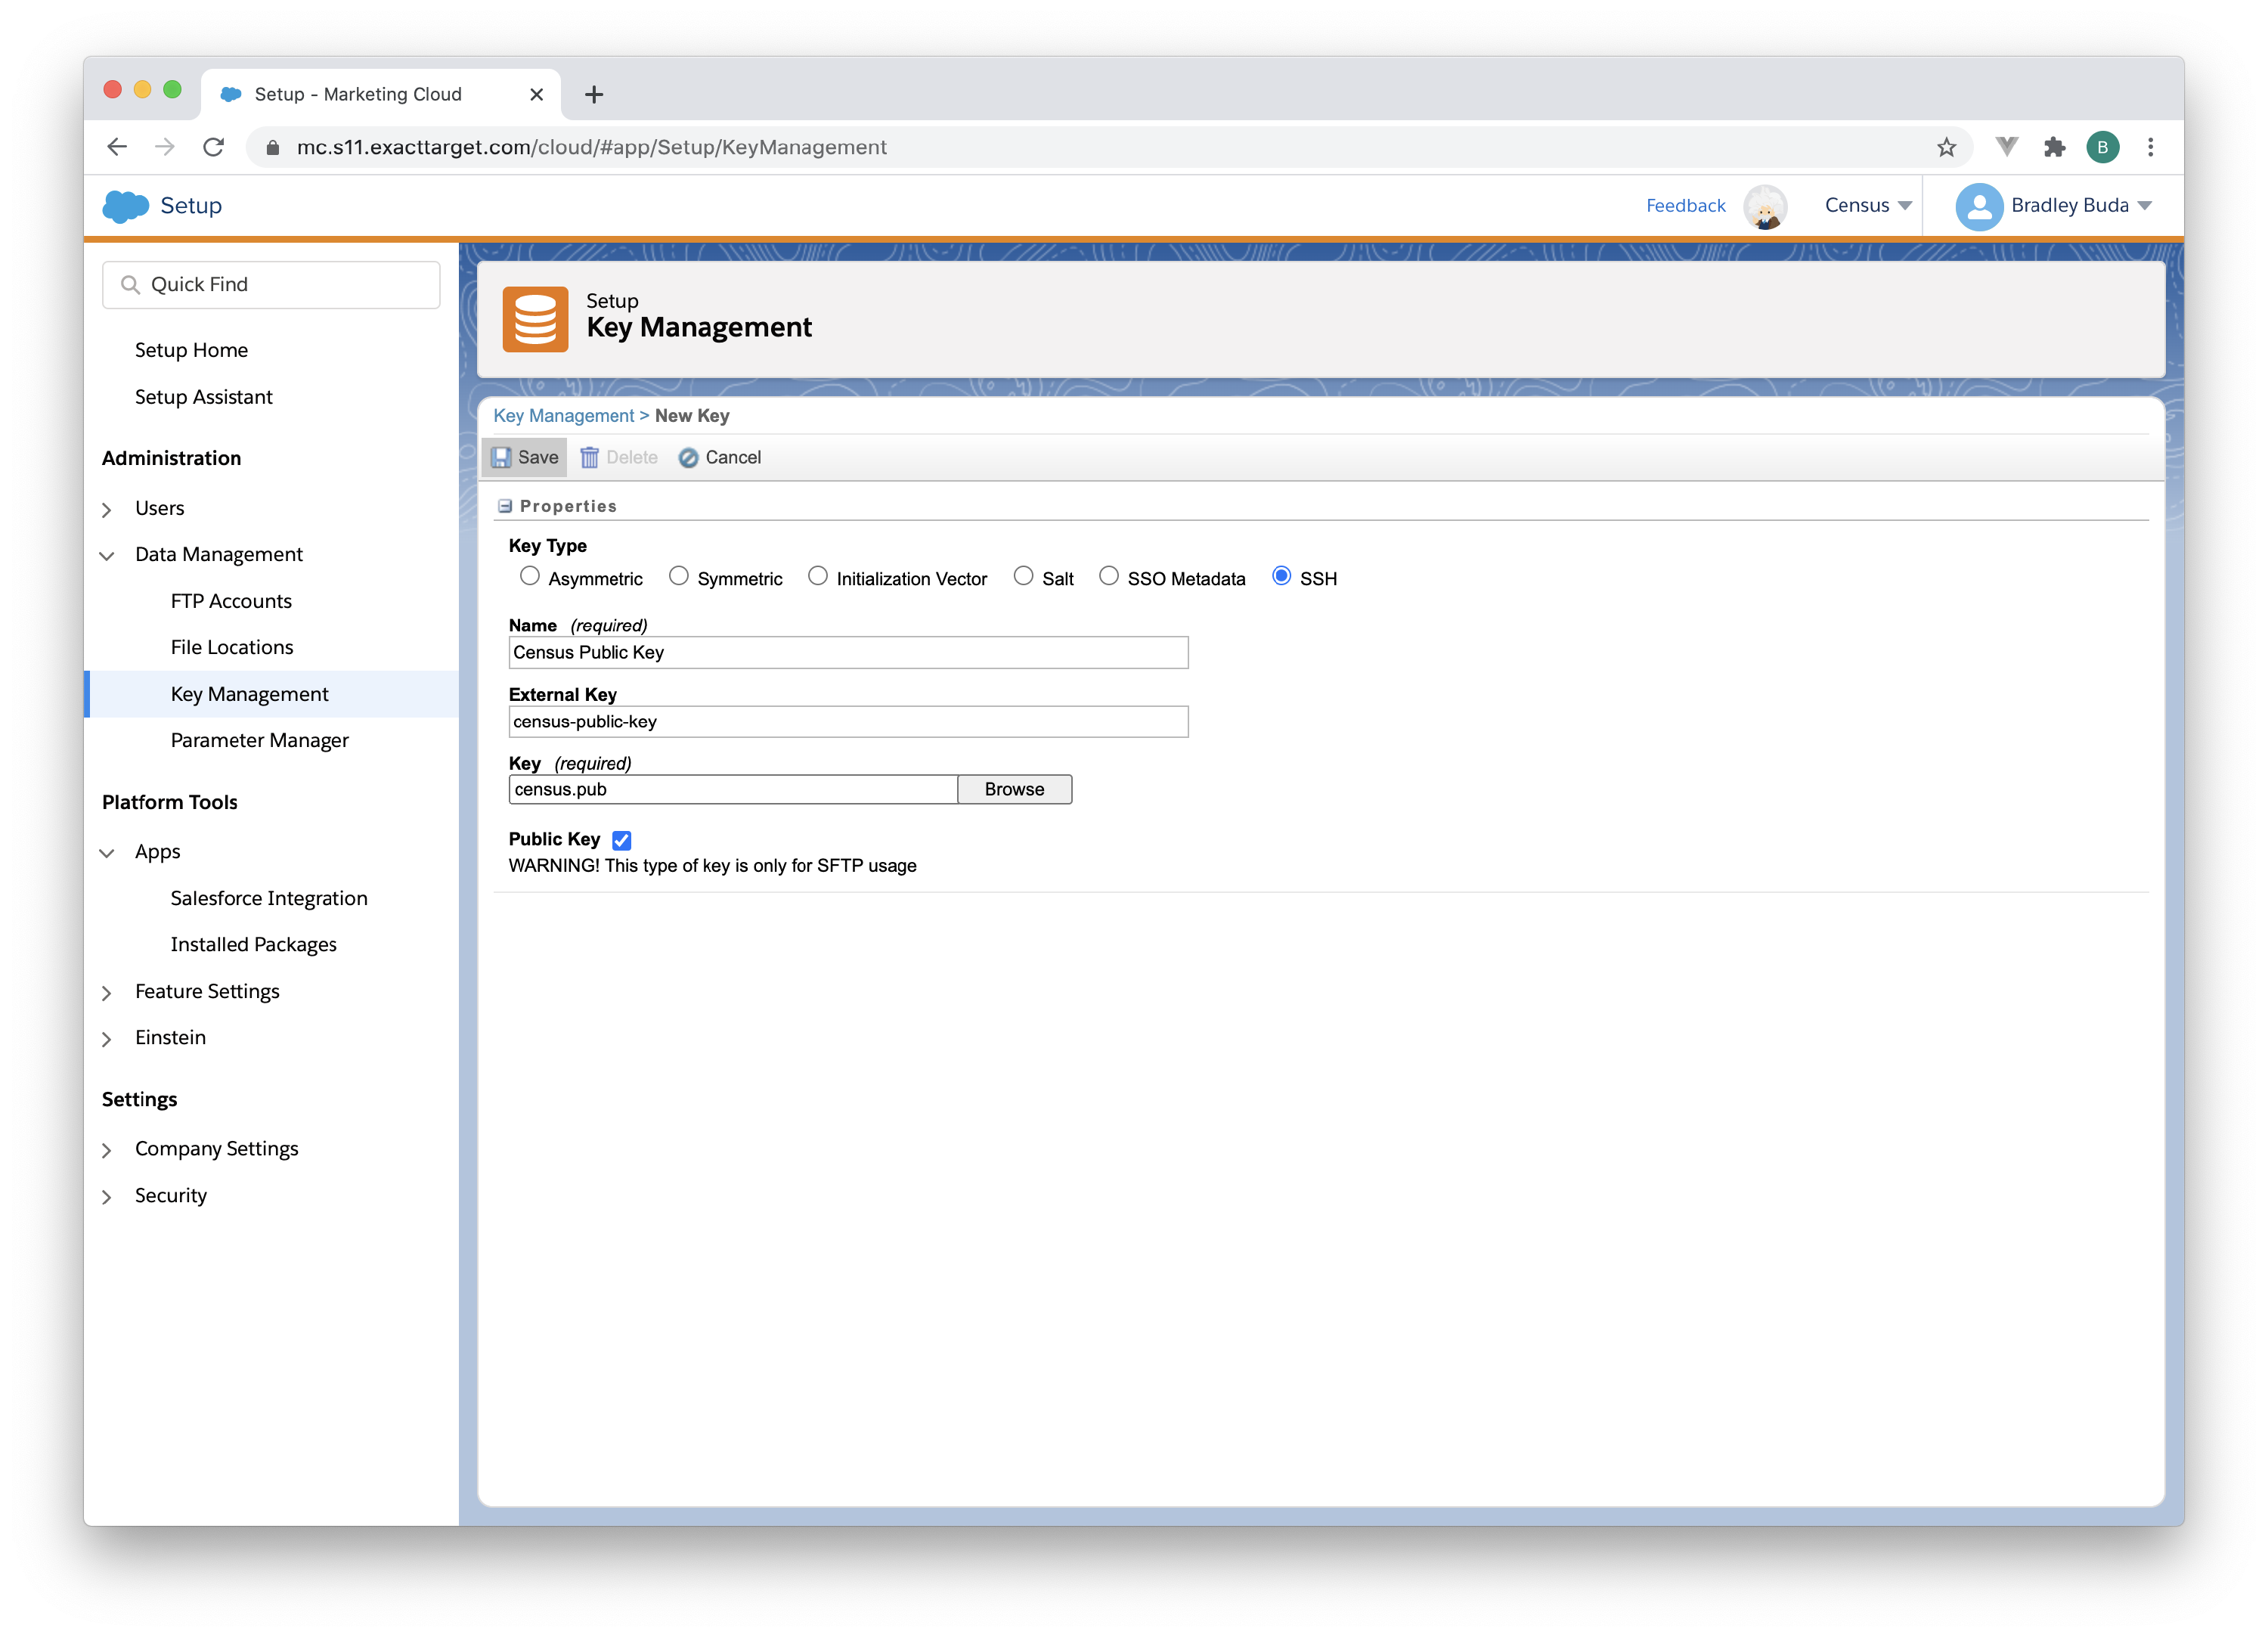 Setup - Marketing Cloud
mc.s11.exacttarget.com/cloud/#app/Setup/KeyManagement
B
Setup
Feedback
Census
Bradley Buda
Quick Find
Setup Home
Setup Assistant
Administration
Users
Data Management
FTP Accounts
File Locations
Key Management
Parameter Manager
Platform Tools
Apps
Salesforce Integration
Installed Packages
Feature Settings
Einstein
Settings
Company Settings
Security
Setup
Key Management
Key Management > New Key
Save Delete Cancel
Properties
Key Type
Asymmetric Symmetric Initialization Vector Salt SSO Metadata SSH
Name (required)
Census Public Key
External Key
census-public-key
Key (required)
census.pub Browse
Public Key
WARNING! This type of key is only for SFTP usage